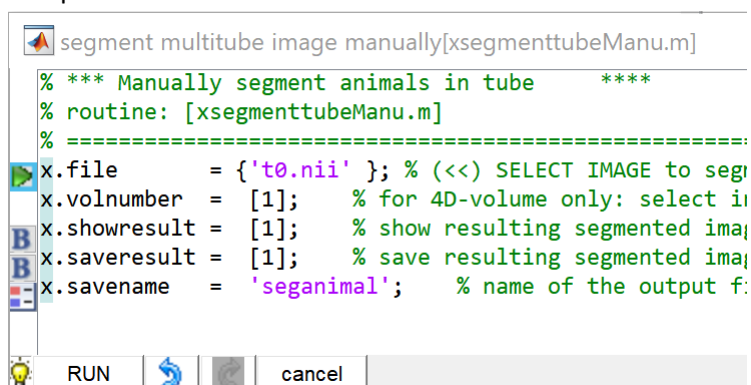 segment multitube image manually[xsegmenttubeManu.m]
% *** Manually segment animals in tube ****
% routine: [xsegmenttubeManu.m]
% =====================================================
x.file = {'t0.nii' }; % (<<) SELECT IMAGE to seg
x.volnumber = [1]; % for 4D-volume only: select i
x.showresult = [1]; % show resulting segmented imag
B
x.saveresult = [1]; % save resulting segmented imag
B
x.savename = 'seganimal'; % name of the output f
RUN cancel